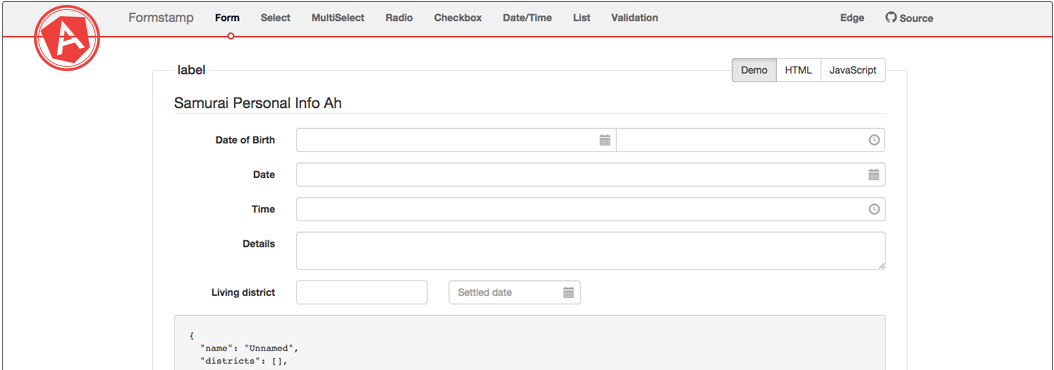 Formstamp Form Select MultiSelect Radio Checkbox Date/Time List Validation Edge Source
A
label Demo HTML JavaScript
Samurai Personal Info Ah
Date of Birth
Date
Time
Details
Living district Settled date
{
"name": "Unnamed",
"districts": [],